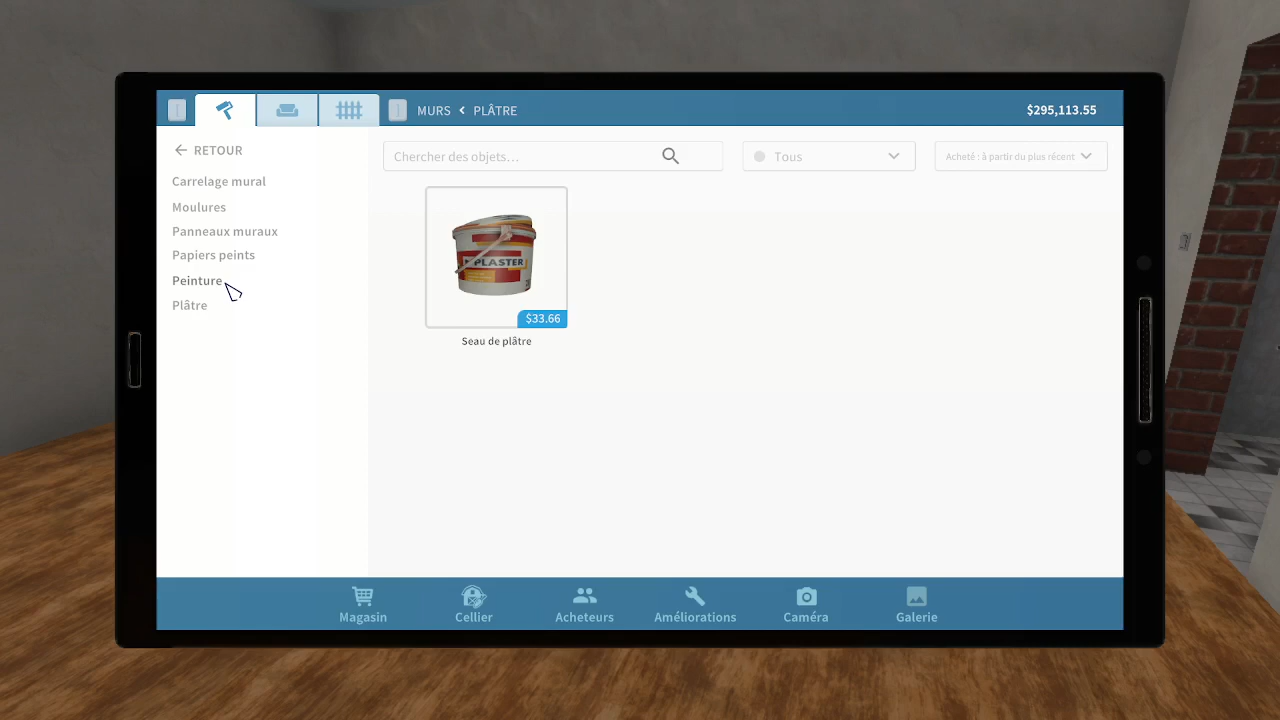 MURS < PLÂTRE
$295,113.55
RETOUR
Chercher des objets...
Tous
Acheté : à partir du plus récent
Carrelage mural
Moulures
Panneaux muraux
Papiers peints
Peinture
Plâtre
PLASTER
$33.66
Seau de plâtre
Magasin
Cellier
Acheteurs
Améliorations
Caméra
Galerie